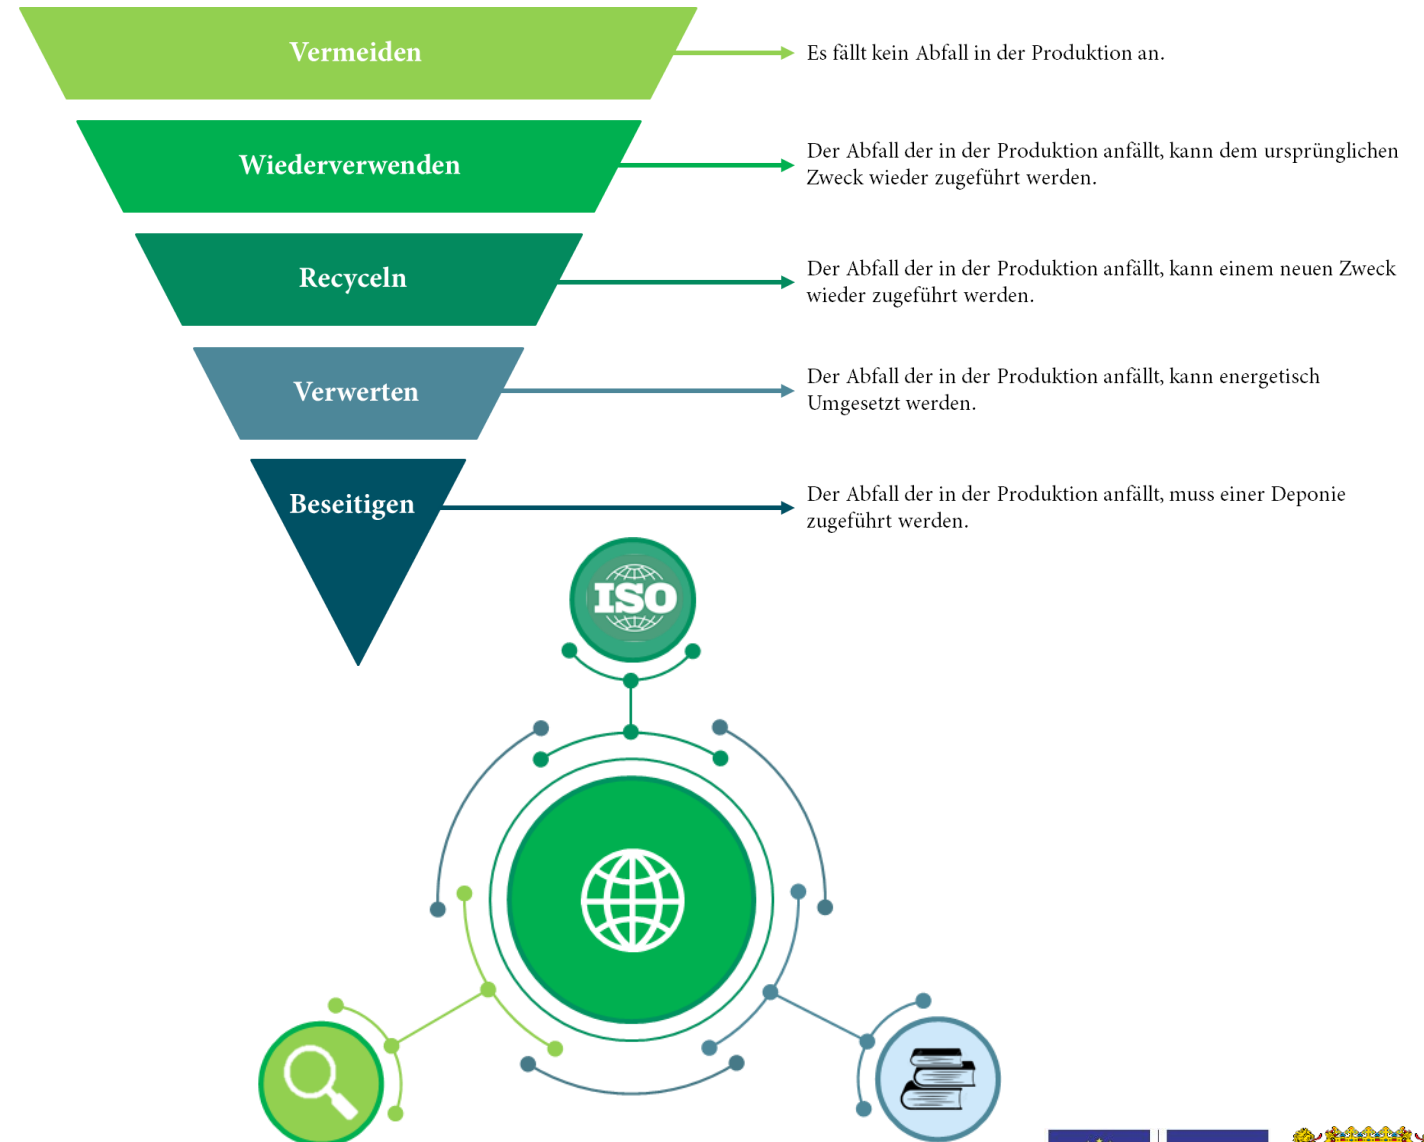 Vermeiden
Es fällt kein Abfall in der Produktion an.
Wiederverwenden
Der Abfall der in der Produktion anfällt, kann dem ursprünglichen
Zweck wieder zugeführt werden.
Recyceln
Der Abfall der in der Produktion anfällt, kann einem neuen Zweck
wieder zugeführt werden.
Verwerten
Der Abfall der in der Produktion anfällt, kann energetisch
Umgesetzt werden.
Beseitigen
Der Abfall der in der Produktion anfällt, muss einer Deponie
zugeführt werden.
ISO